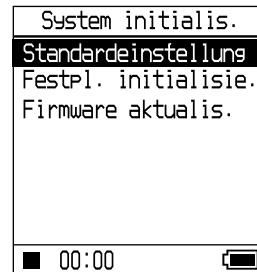 System initialis.
Standardeinstellung
Festpl. initialisie.
Firmware aktualis.
00:00